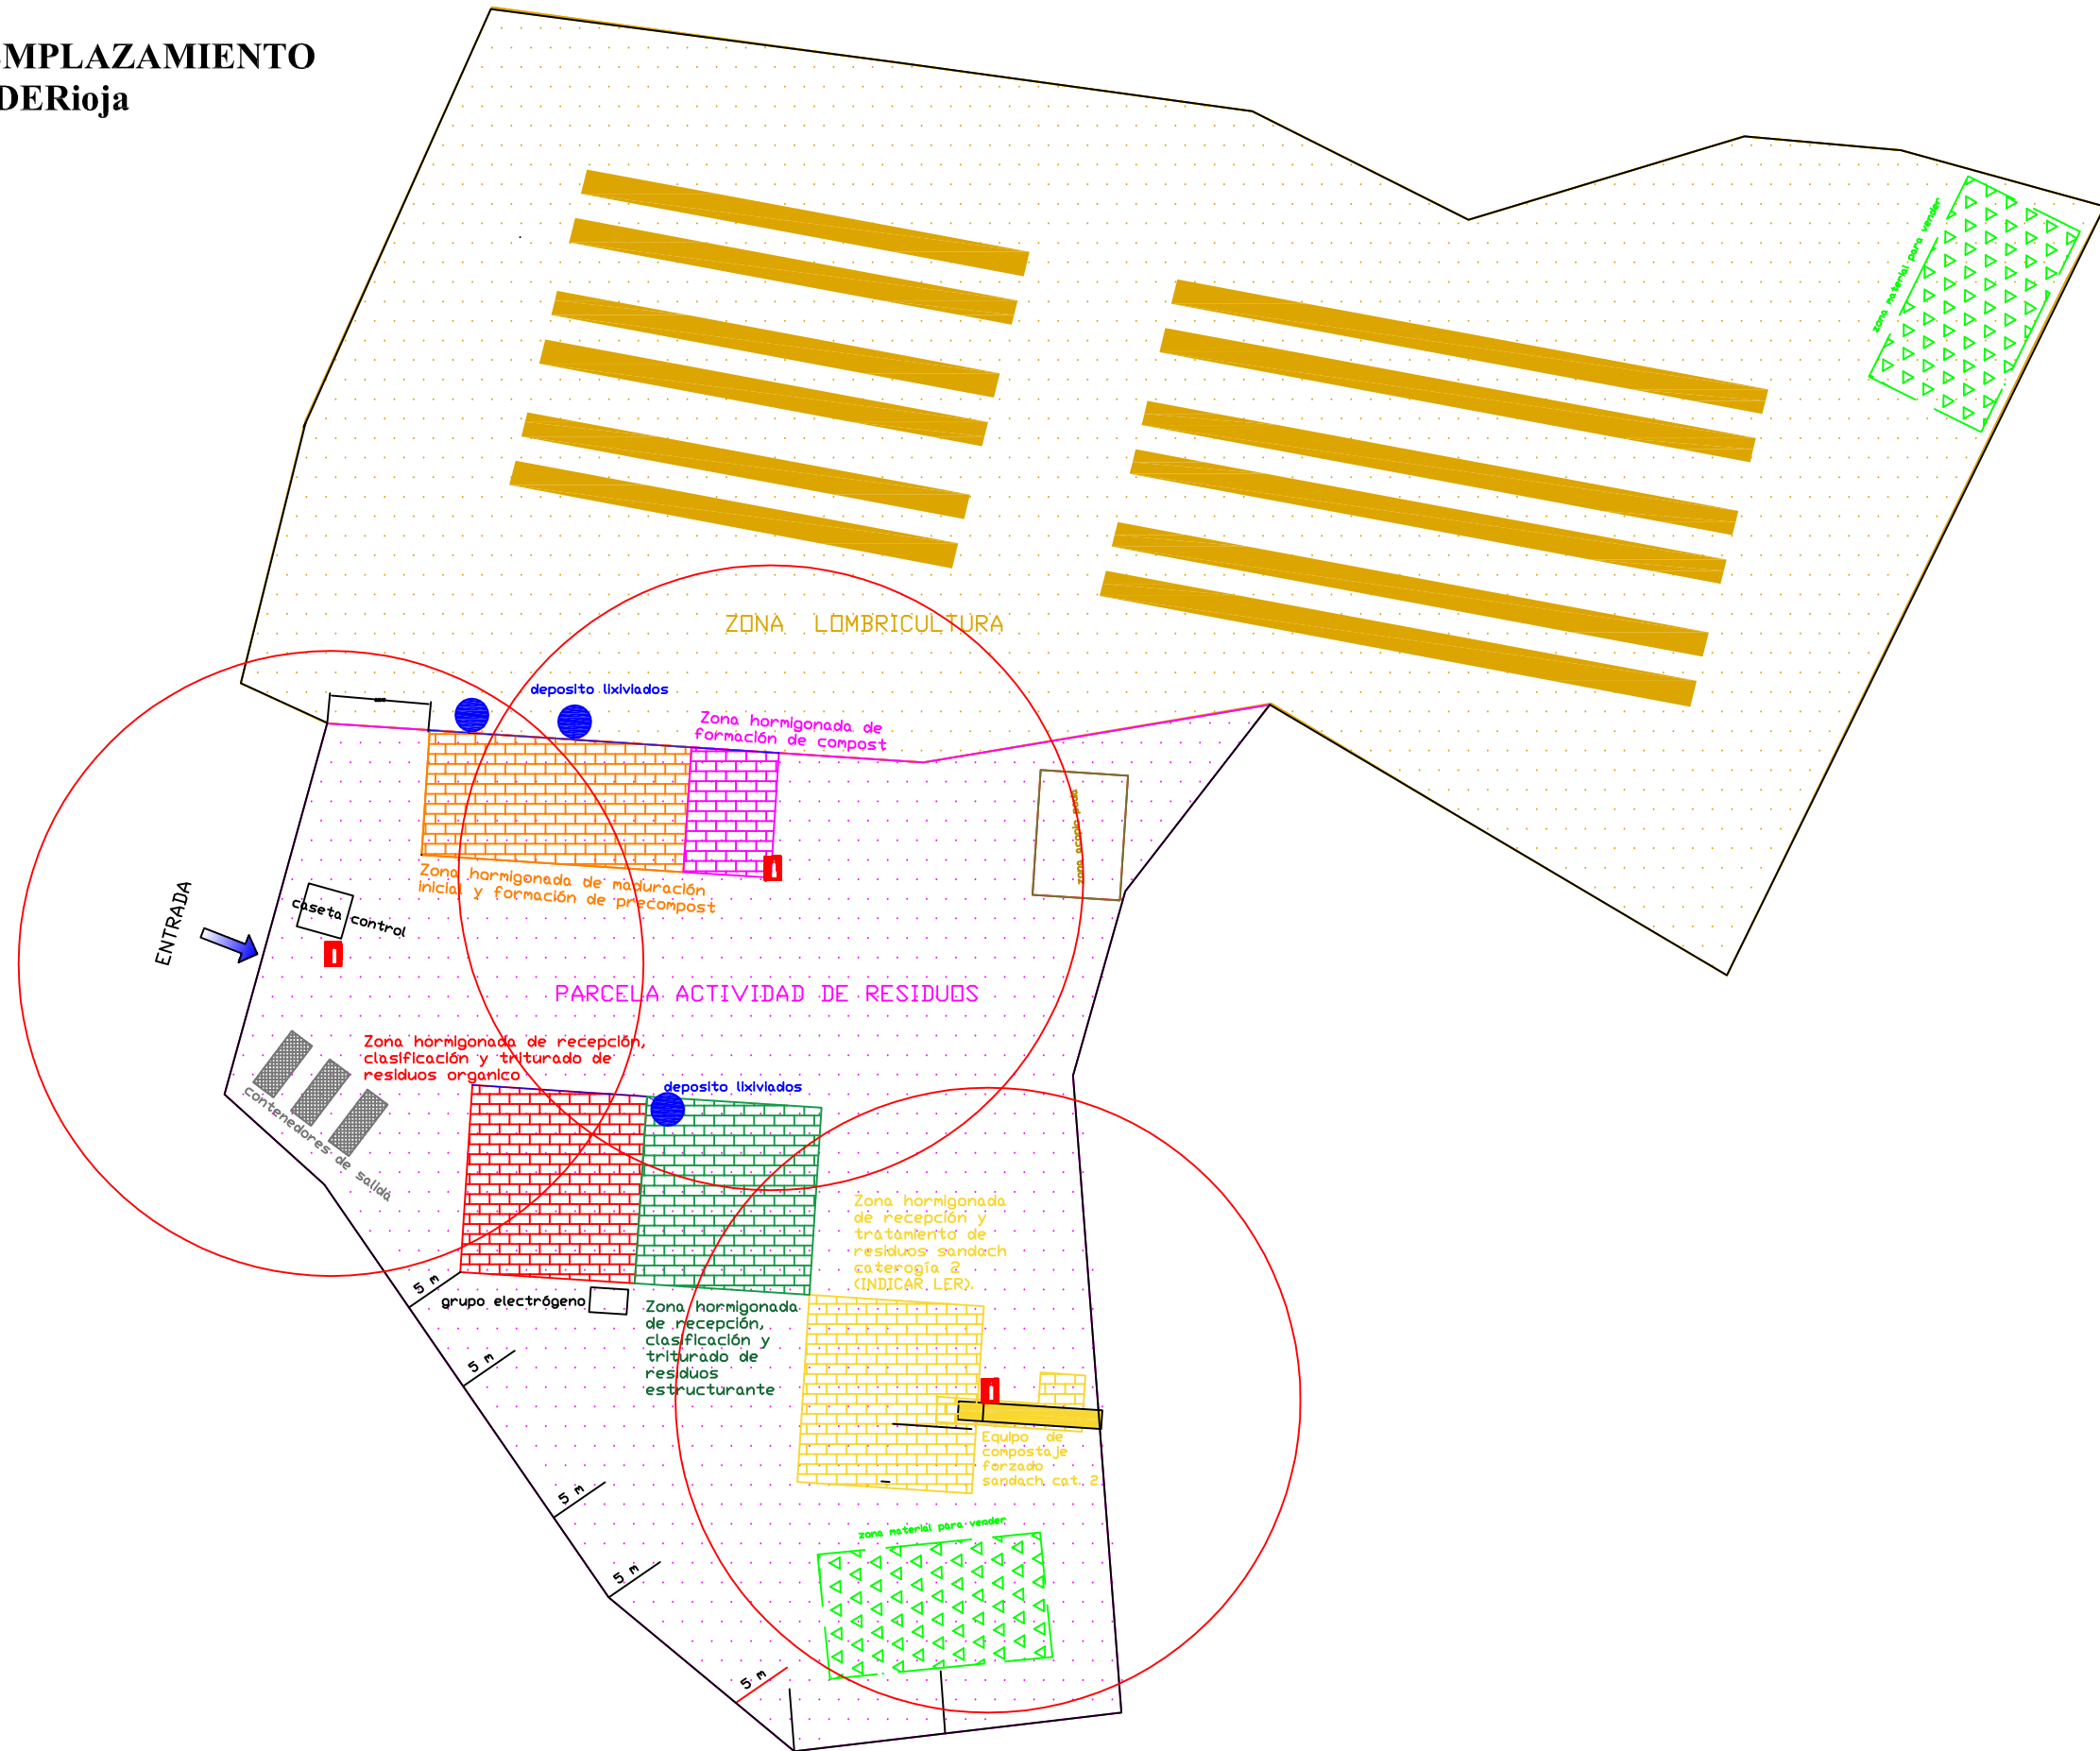 MPLAZAMIENTO
DERioja
zona material para vender
ZONA LOMBRICULTURA
deposito lixiviados
Zona hormigonada de
formación de compost
zona acopio poda
Zona hormigonada de maduración
inicial y formación de precompost
caseta control
ENTRADA
PARCELA ACTIVIDAD DE RESIDUOS
Zona hormigonada de recepción,
clasificación y triturado de
residuos organico
deposito lixiviados
contenedores de salida
Zona hormigonada
de recepción y
tratamiento de
residuos sandach
caterogía 2
(INDICAR LER).
5 m
grupo electrógeno
Zona hormigonada
de recepción,
clasificación y
triturado de
residuos
estructurante
5 m
Equipo de
compostaje
forzado
sandach cat. 2
5 m
zona material para vender
5 m
5 m